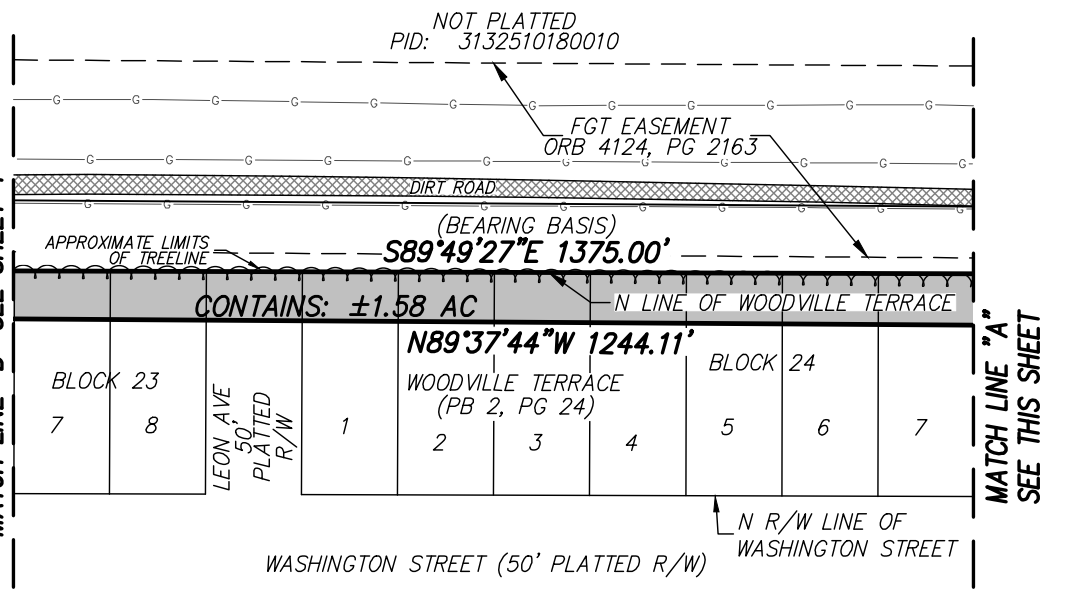 NOT PLATTED
PID: 3132510180010
G G G G G G G G G G G G
FGT EASEMENT
ORB 4124, PG 2163
G G G G G G G G G G G G
DIRT ROAD
G G G G G G G G G G G G
(BEARING BASIS)
APPROXIMATE LIMITS
OF TREELINE
S89°49'27"E 1375.00'
CONTAINS: ±1.58 AC
N LINE OF WOODVILLE TERRACE
N89°37'44"W 1244.11'
BLOCK 23
WOODVILLE TERRACE
(PB 2, PG 24)
BLOCK 24
7 8
LEON AVE
50'
PLATTED
R/W
1 2 3 4 5 6 7
MATCH LINE "A"
SEE THIS SHEET
N R/W LINE OF
WASHINGTON STREET
WASHINGTON STREET (50' PLATTED R/W)